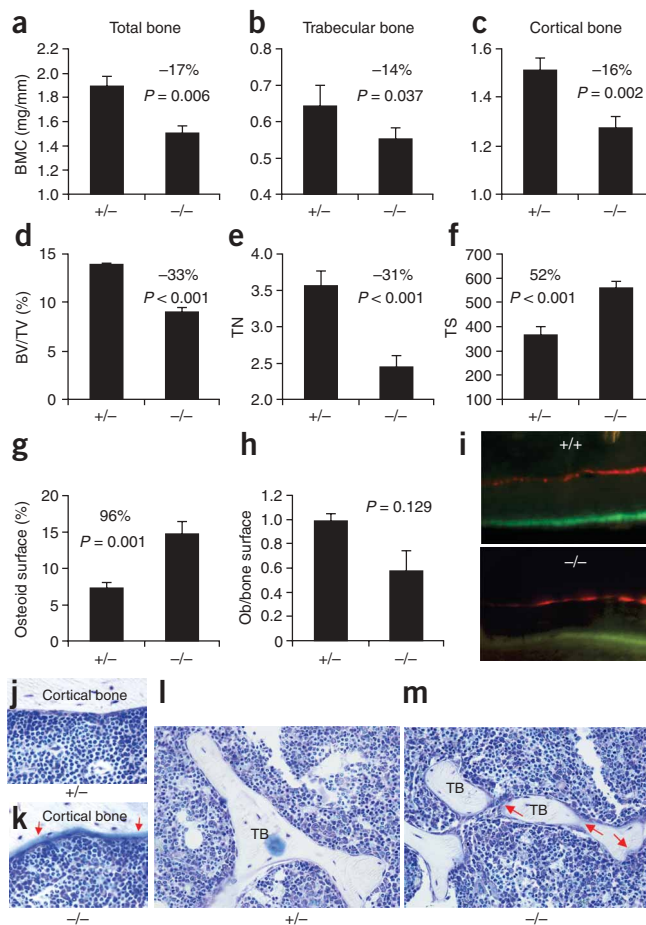 a
Total bone
BMC (mg/mm)
2.0
1.8
1.6
1.4
1.2
1.0
–17%
P = 0.006
+/–
–/–
b
Trabecular bone
0.8
0.7
0.6
0.5
0.4
–14%
P = 0.037
+/–
–/–
c
Cortical bone
1.6
1.4
1.2
1.0
–16%
P = 0.002
+/–
–/–
d
BV/TV (%)
15
10
5
0
–33%
P < 0.001
+/–
–/–
e
TN
4.0
3.5
3.0
2.5
2.0
–31%
P < 0.001
+/–
–/–
f
TS
700
600
500
400
300
200
100
52%
P < 0.001
+/–
–/–
g
Osteoid surface (%)
20
15
10
5
0
96%
P = 0.001
+/–
–/–
h
Ob/bone surface
1.2
1.0
0.8
0.6
0.4
0.2
0
P = 0.129
+/–
–/–
i
+/+
–/–
j
Cortical bone
+/–
k
Cortical bone
–/–
l
TB
+/–
m
TB
TB
–/–